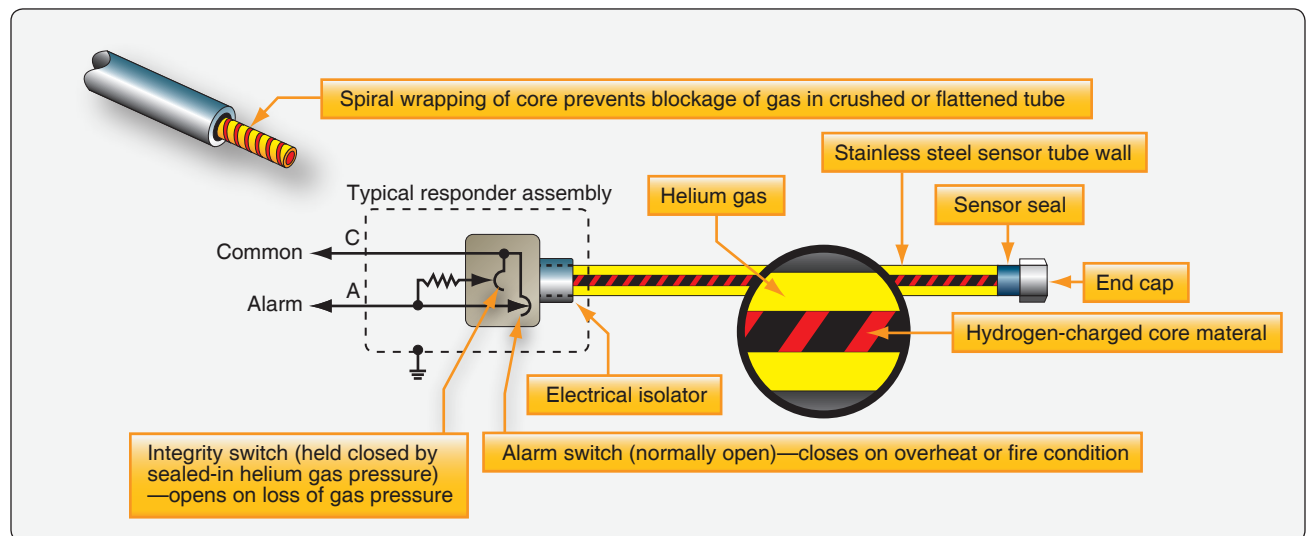 Spiral wrapping of core prevents blockage of gas in crushed or flattened tube
Stainless steel sensor tube wall
Typical responder assembly
Helium gas
Sensor seal
Common
C
Alarm
A
End cap
Hydrogen-charged core materal
Electrical isolator
Integrity switch (held closed by
sealed-in helium gas pressure)
—opens on loss of gas pressure
Alarm switch (normally open)—closes on overheat or fire condition